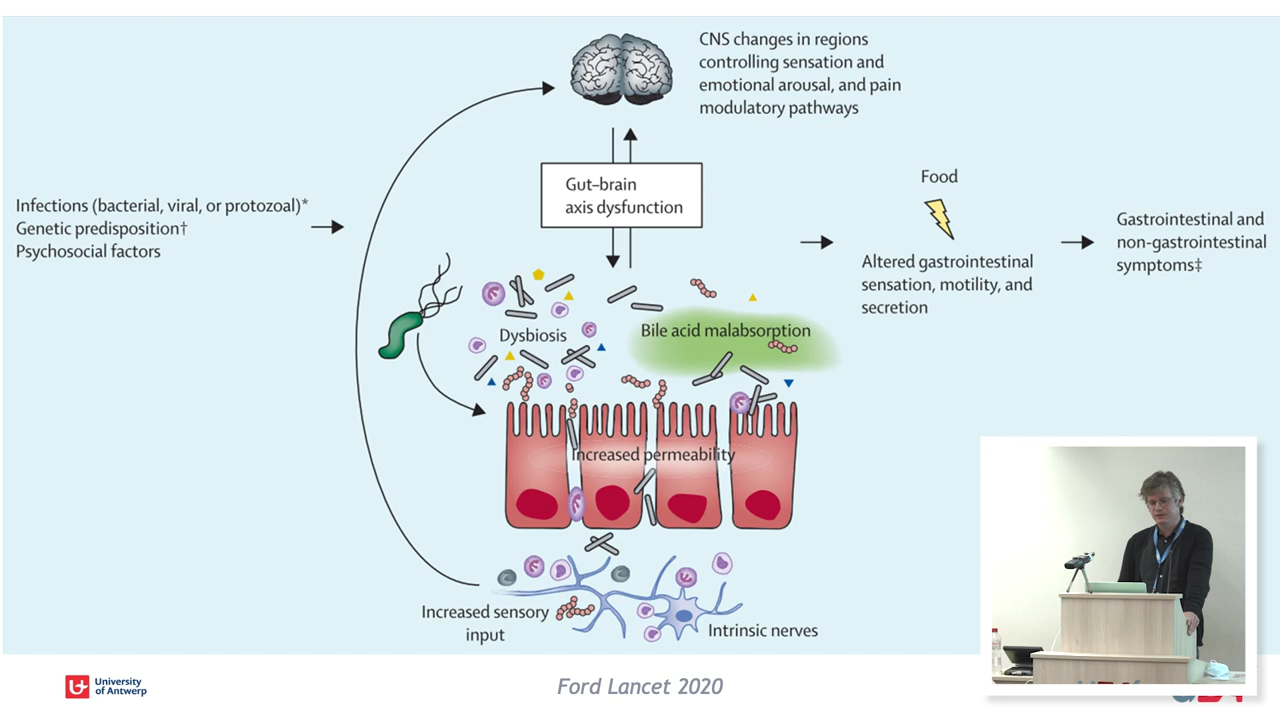 CNS changes in regions
controlling sensation and
emotional arousal, and pain
modulatory pathways
Gut–brain
axis dysfunction
Infections (bacterial, viral, or protozoal)*
Genetic predisposition†
Psychosocial factors
Food
Altered gastrointestinal
sensation, motility, and
secretion
Gastrointestinal and
non-gastrointestinal
symptoms‡
Dysbiosis
Bile acid malabsorption
Increased permeability
Increased sensory
input
Intrinsic nerves
University
of Antwerp
Ford Lancet 2020